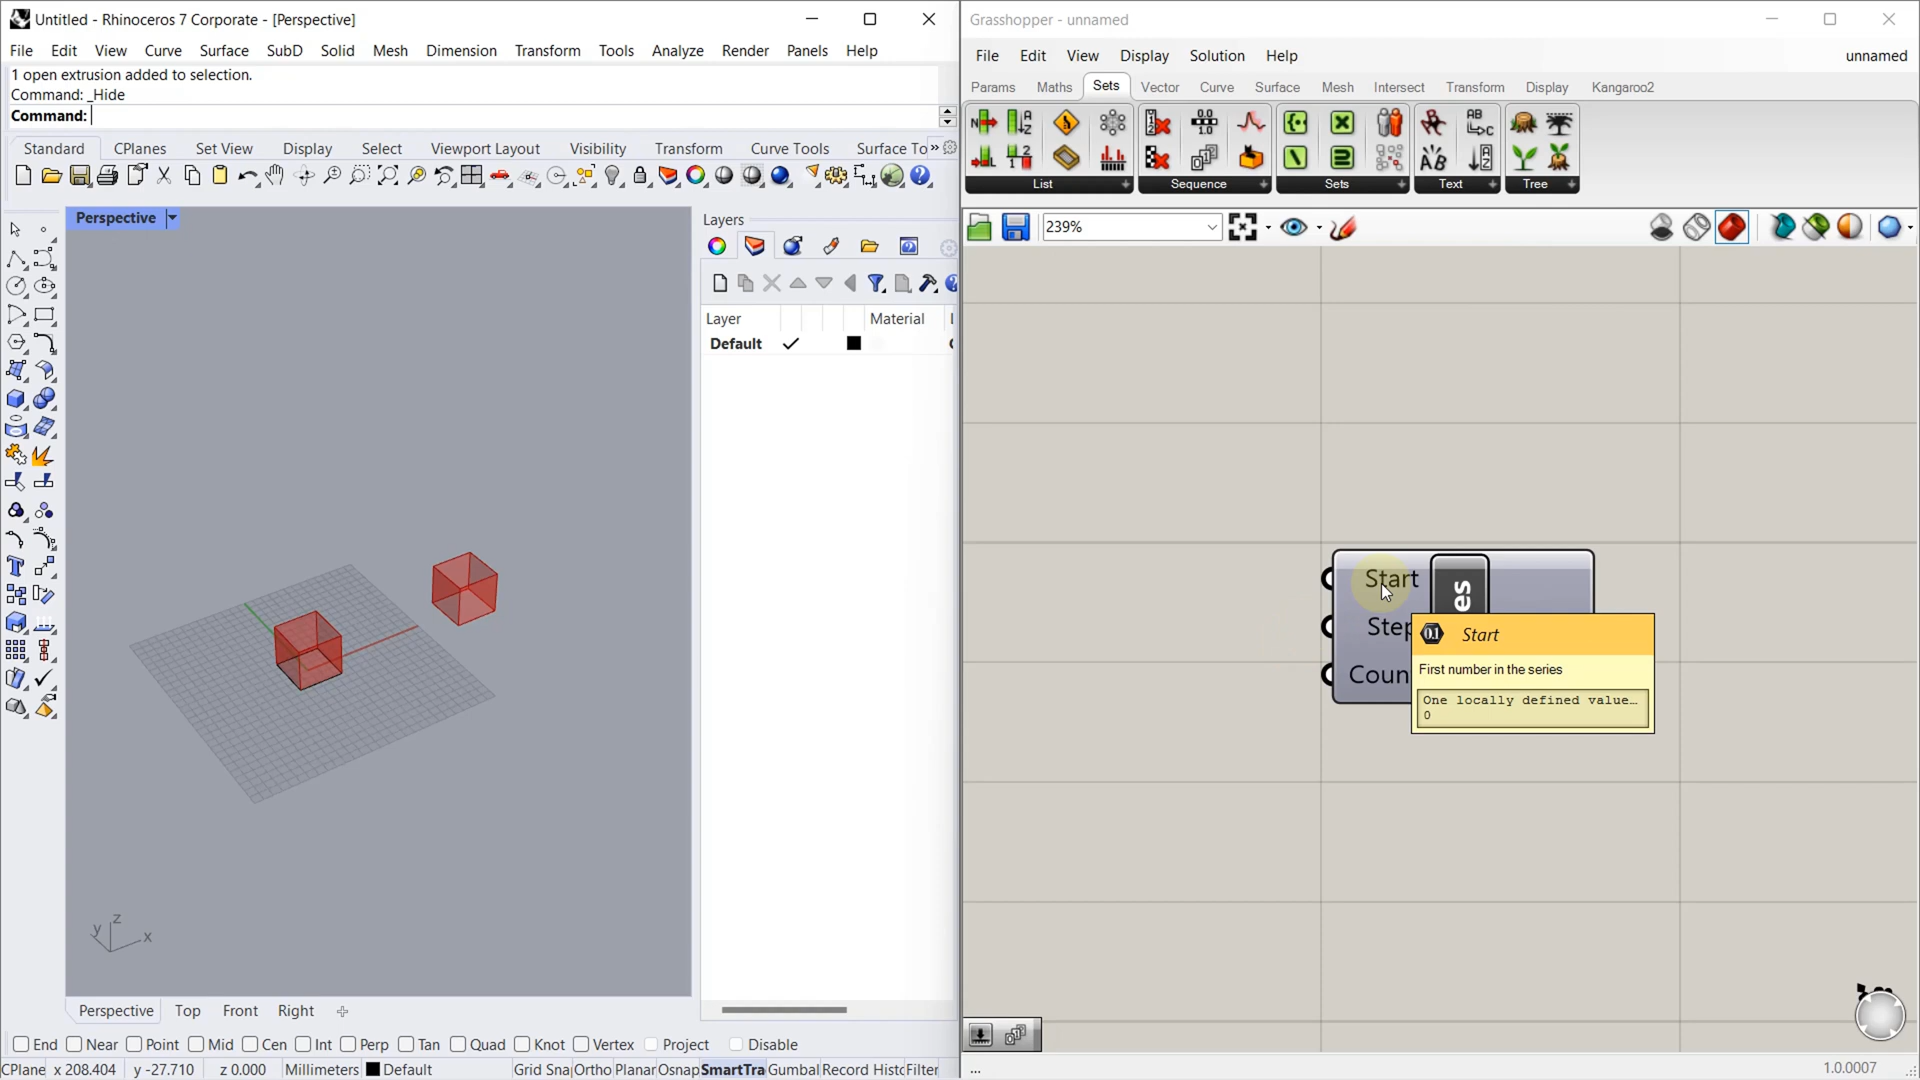 Untitled - Rhinoceros 7 Corporate - [Perspective]
File Edit View Curve Surface SubD Solid Mesh Dimension Transform Tools Analyze Render Panels Help
1 open extrusion added to selection.
Command: _Hide
Command:
Standard CPlanes Set View Display Select Viewport Layout Visibility Transform Curve Tools Surface To »
Perspective
Layers
Layer Material
Default
y z x
Perspective Top Front Right
End Near Point Mid Cen Int Perp Tan Quad Knot Vertex Project Disable
CPlane x 208.404 y -27.710 z 0.000 Millimeters Default Grid Sna Ortho Planar Osnap SmartTra Gumbal Record Histo Filter
Grasshopper - unnamed
File Edit View Display Solution Help unnamed
Params Maths Sets Vector Curve Surface Mesh Intersect Transform Display Kangaroo2
List Sequence Sets Text Tree
239%
Start
Step
Coun
es
Start
First number in the series
One locally defined value…
0
...
1.0.0007